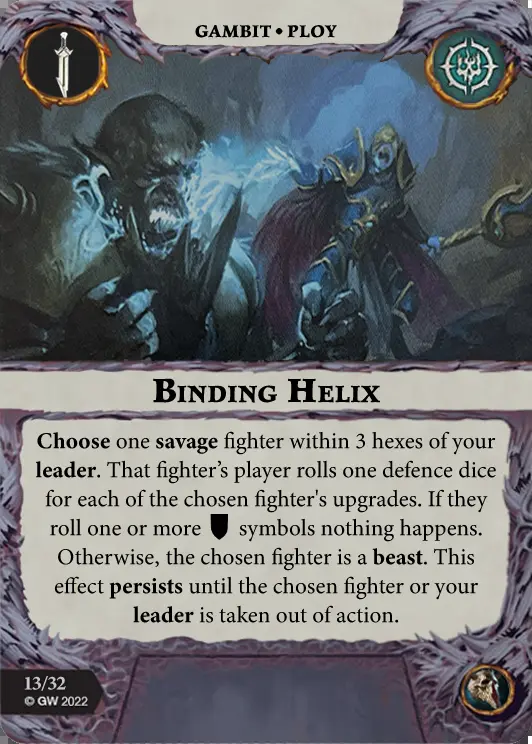 GAMBIT • PLOY
BINDING HELIX
Choose one savage fighter within 3 hexes of your
leader. That fighter’s player rolls one defence dice
for each of the chosen fighter's upgrades. If they
roll one or more symbols nothing happens.
Otherwise, the chosen fighter is a beast. This
effect persists until the chosen fighter or your
leader is taken out of action.
13/32
© GW 2022